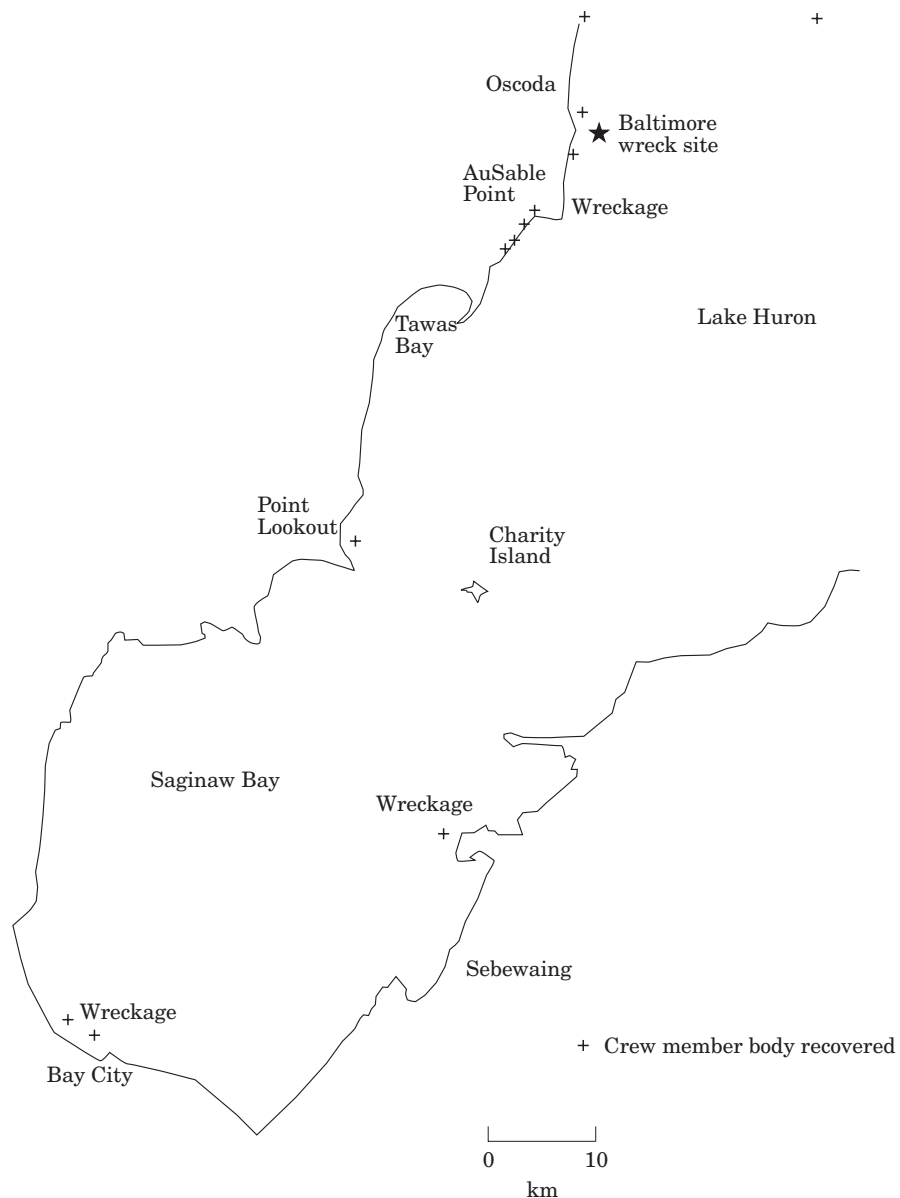 Oscoda
Baltimore
wreck site
AuSable
Point
Wreckage
Lake Huron
Tawas
Bay
Point
Lookout
Charity
Island
Saginaw Bay
Wreckage
Sebewaing
Wreckage
+ Crew member body recovered
Bay City
0 10
km